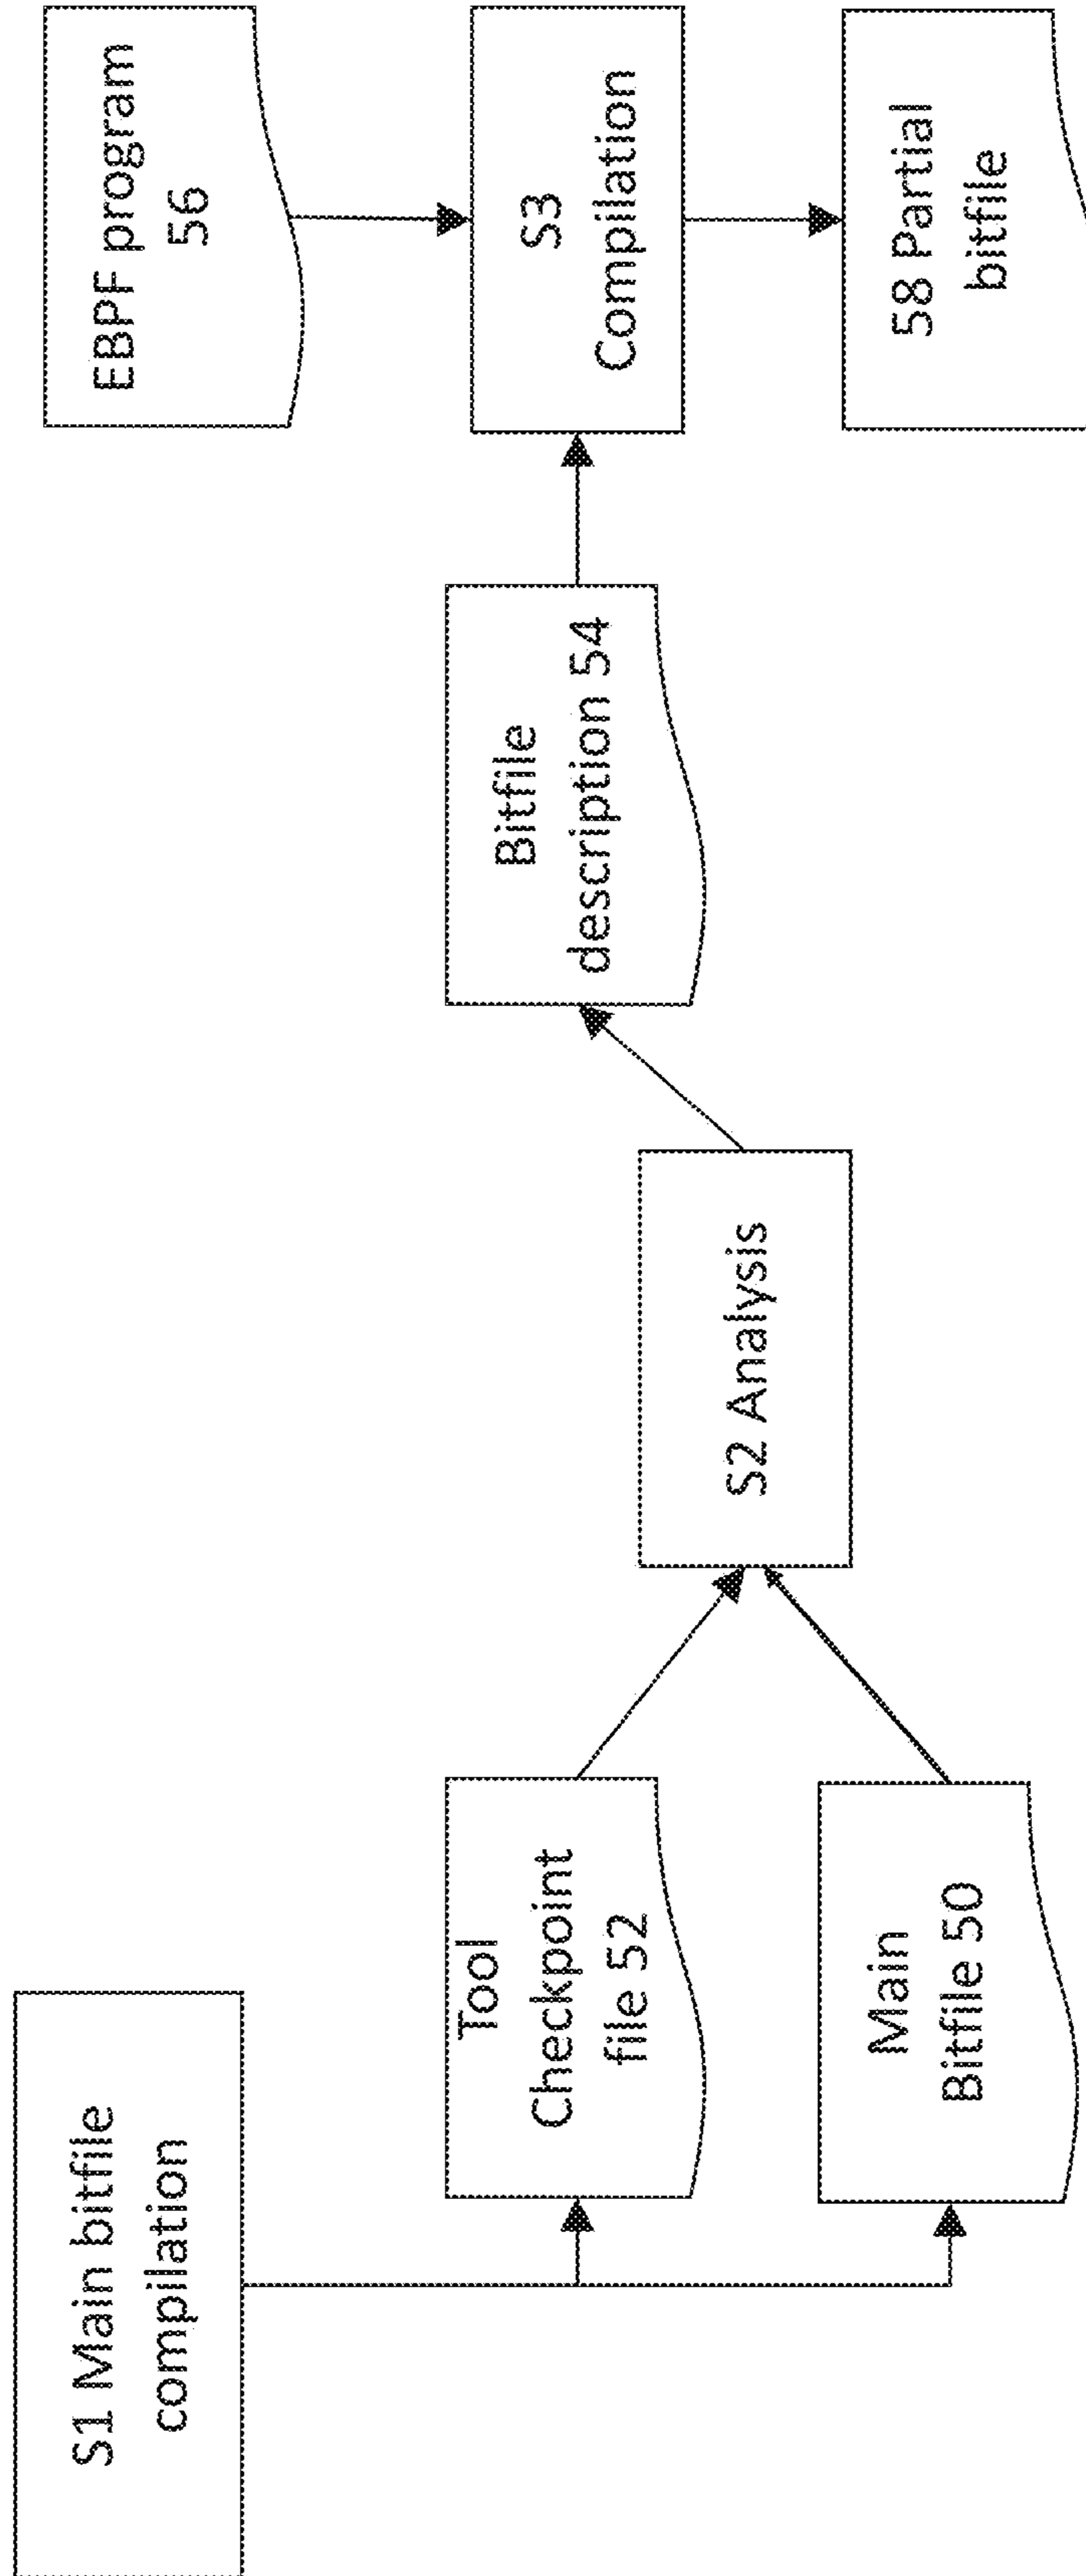 S1 Main bitfile
compilation
Tool
Checkpoint
file 52
Main
Bitfile 50
S2 Analysis
Bitfile
description 54
EBPF program
56
S3
Compilation
58 Partial
bitfile